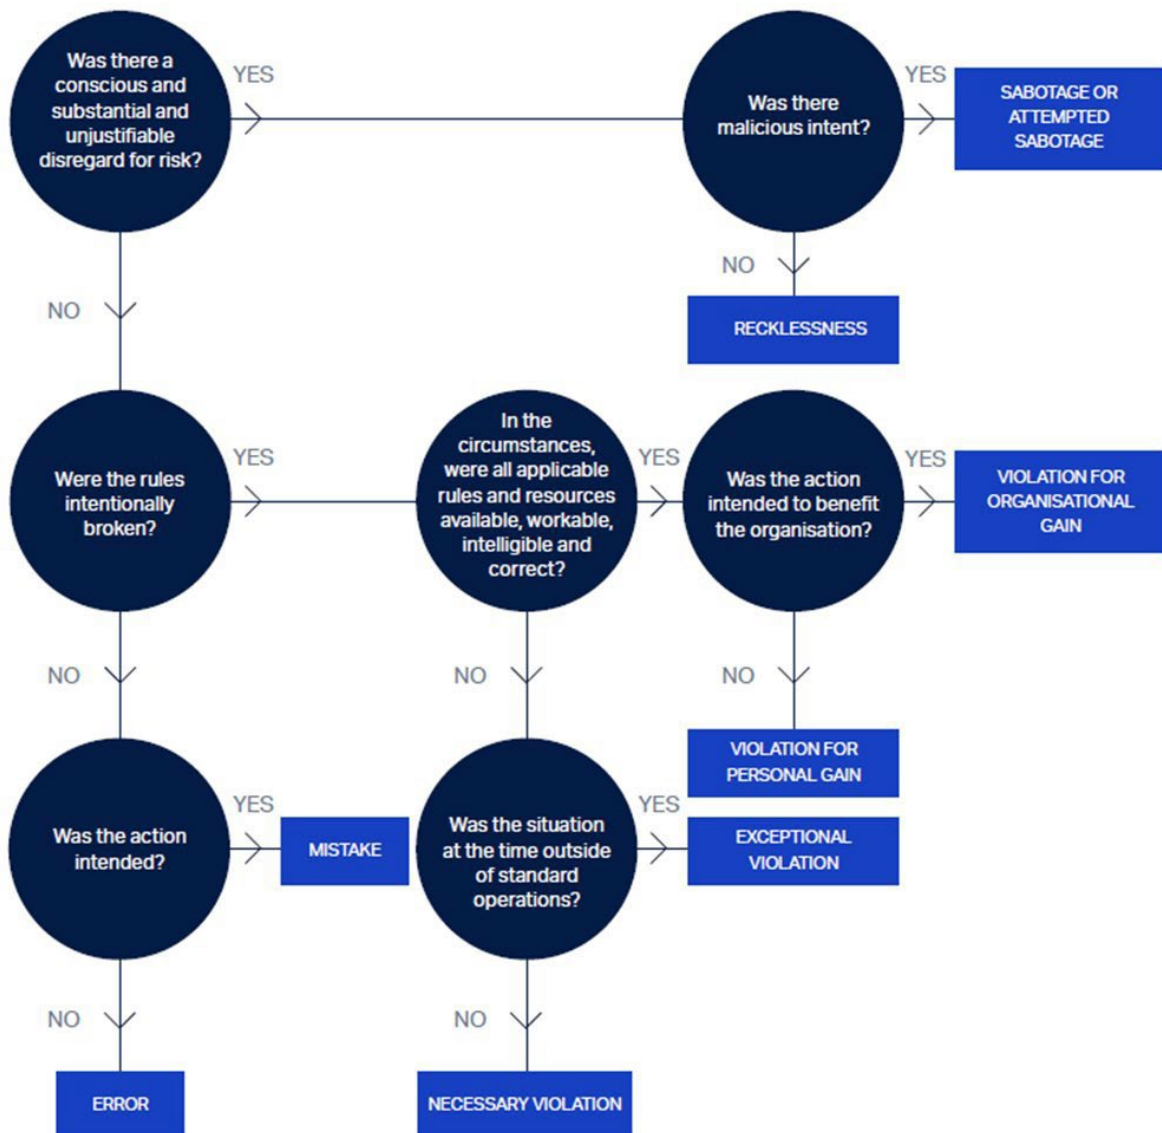 Was there a
conscious and
substantial and
unjustifiable
disregard for risk?
YES
Was there
malicious intent?
YES
SABOTAGE OR
ATTEMPTED
SABOTAGE
NO
NO
RECKLESSNESS
Were the rules
intentionally
broken?
YES
In the
circumstances,
were all applicable
rules and resources
available, workable,
intelligible and
correct?
YES
Was the action
intended to benefit
the organisation?
YES
VIOLATION FOR
ORGANISATIONAL
GAIN
NO
NO
NO
VIOLATION FOR
PERSONAL GAIN
Was the action
intended?
YES
MISTAKE
Was the situation
at the time outside
of standard
operations?
YES
EXCEPTIONAL
VIOLATION
NO
NO
ERROR
NECESSARY VIOLATION